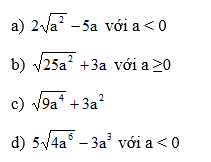 a) 2√a² − 5a với a < 0
b) √25a² + 3a với a ≥0
c) √9a⁴ + 3a²
d) 5√4a⁶ − 3a³ với a < 0